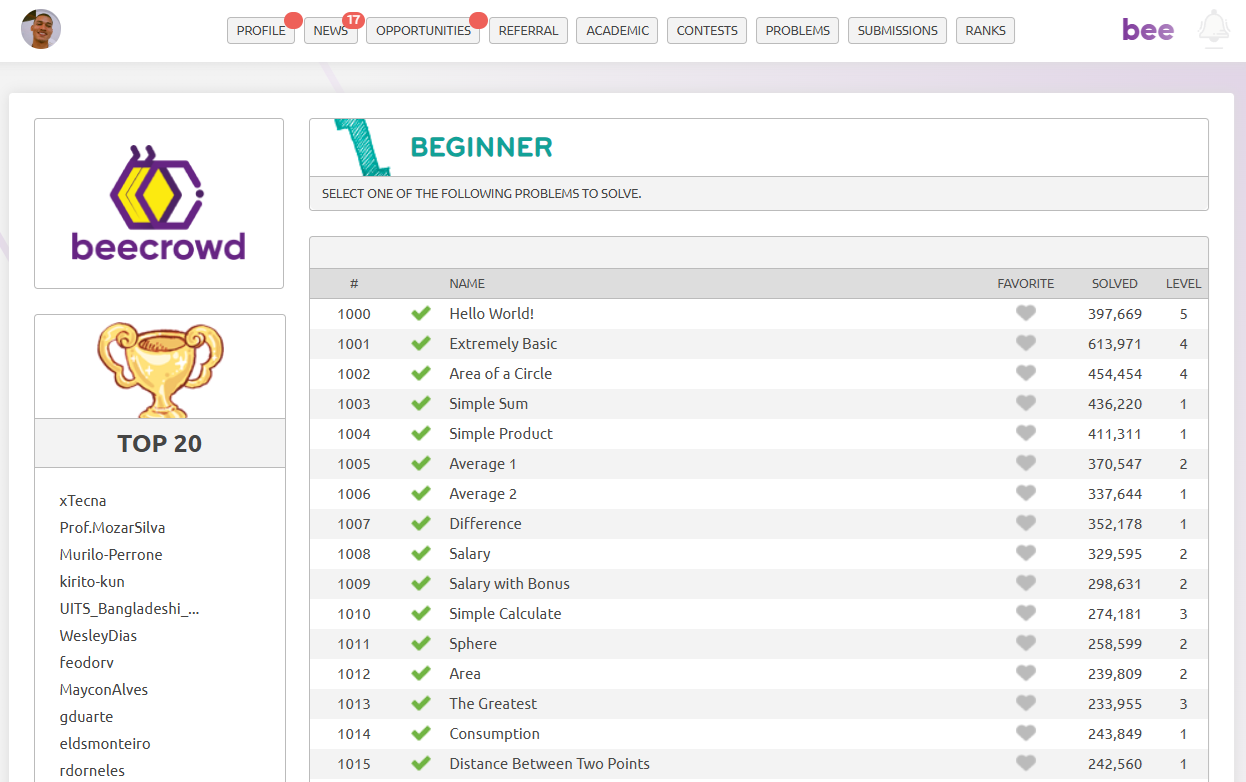 PROFILE NEWS 17 OPPORTUNITIES REFERRAL ACADEMIC CONTESTS PROBLEMS SUBMISSIONS RANKS bee
beecrowd
TOP 20
xTecna
Prof.MozarSilva
Murilo-Perrone
kirito-kun
UITS_Bangladeshi_...
WesleyDias
feodorv
MayconAlves
gduarte
eldsmonteiro
rdorneles
1 BEGINNER
SELECT ONE OF THE FOLLOWING PROBLEMS TO SOLVE.
# NAME FAVORITE SOLVED LEVEL
1000 Hello World! 397,669 5
1001 Extremely Basic 613,971 4
1002 Area of a Circle 454,454 4
1003 Simple Sum 436,220 1
1004 Simple Product 411,311 1
1005 Average 1 370,547 2
1006 Average 2 337,644 1
1007 Difference 352,178 1
1008 Salary 329,595 2
1009 Salary with Bonus 298,631 2
1010 Simple Calculate 274,181 3
1011 Sphere 258,599 2
1012 Area 239,809 2
1013 The Greatest 233,955 3
1014 Consumption 243,849 1
1015 Distance Between Two Points 242,560 1